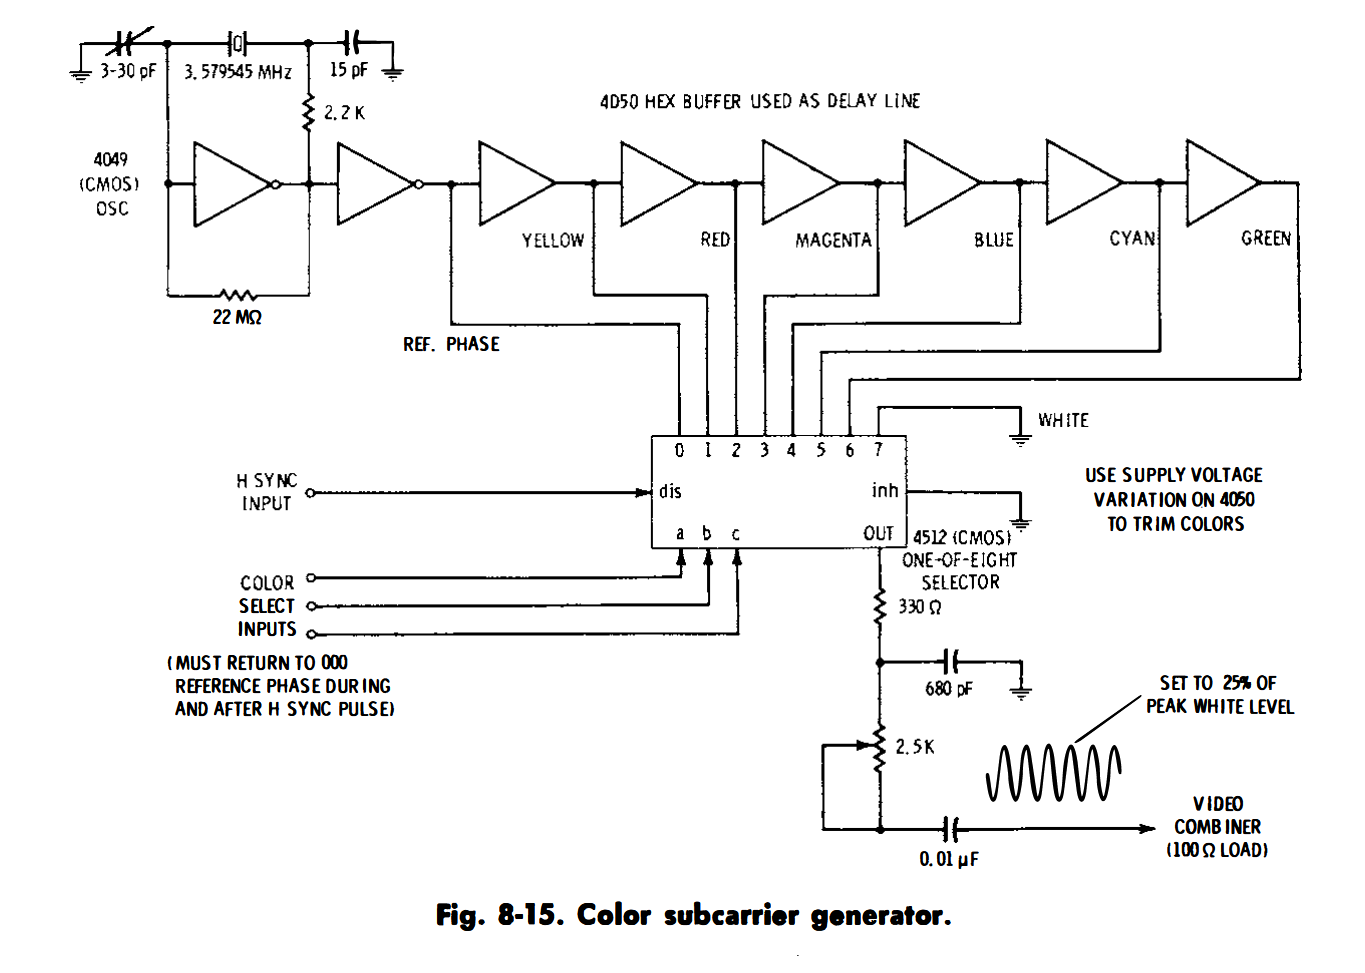 3-30 pF
3.579545 MHz
15 pF
2.2 K
4D50 HEX BUFFER USED AS DELAY LINE
4049
(CMOS)
OSC
YELLOW
RED
MAGENTA
BLUE
CYAN
GREEN
22 MΩ
REF. PHASE
WHITE
0 1 2 3 4 5 6 7
H SYNC
INPUT
dis
inh
USE SUPPLY VOLTAGE
VARIATION ON 4050
TO TRIM COLORS
a b c
OUT
4512 (CMOS)
ONE-OF-EIGHT
SELECTOR
COLOR
SELECT
INPUTS
330 Ω
(MUST RETURN TO 000
REFERENCE PHASE DURING
AND AFTER H SYNC PULSE)
680 pF
SET TO 25% OF
PEAK WHITE LEVEL
2.5K
VIDEO
COMBINER
(100 Ω LOAD)
0.01 µF
Fig. 8-15. Color subcarrier generator.